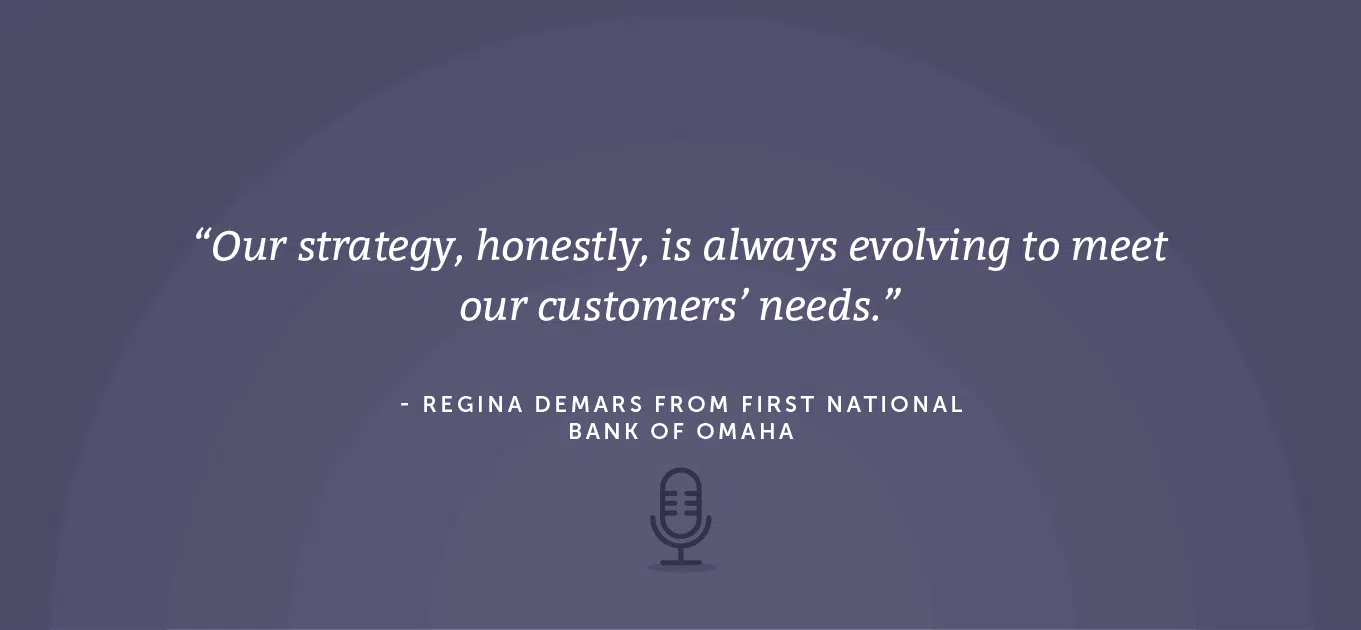 “Our strategy, honestly, is always evolving to meet
our customers’ needs.”
- REGINA DEMARS FROM FIRST NATIONAL
BANK OF OMAHA